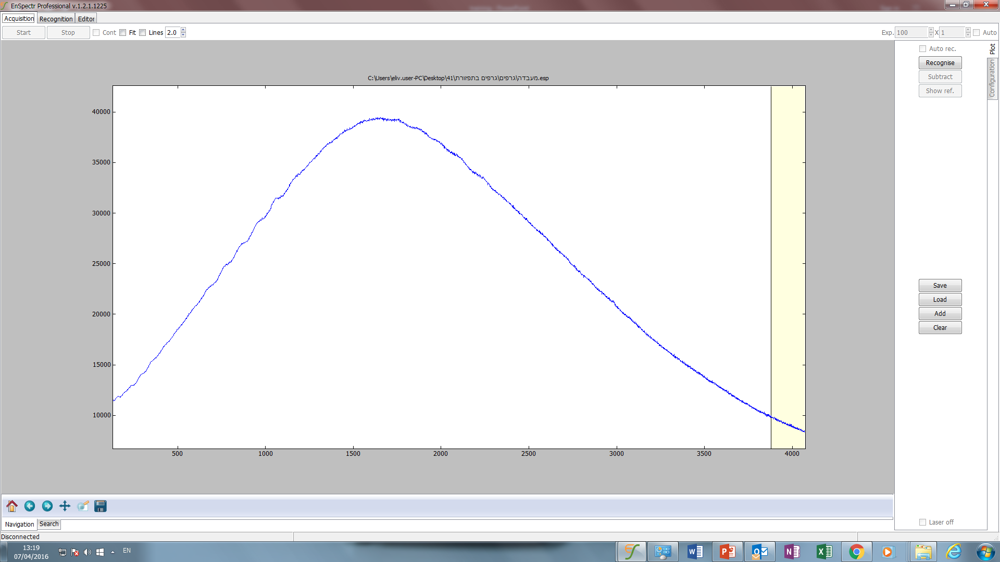 EnSpectr Professional v.1.2.1.1225
Acquisition Recognition Editor
Start Stop Cont Fit Lines 2.0 Exp. 100 X 1 Auto
Plot
Configuration
Auto rec.
Recognise
Subtract
Show ref.
C:\Users\eliv.user-PC\Desktop\41\מעבדה\גרפים\גרפים בתפזורת.esp
40000
35000
30000
25000
20000
15000
10000
500 1000 1500 2000 2500 3000 3500 4000
Save
Load
Add
Clear
Laser off
Navigation Search
Disconnected
13:19
07/04/2016
EN